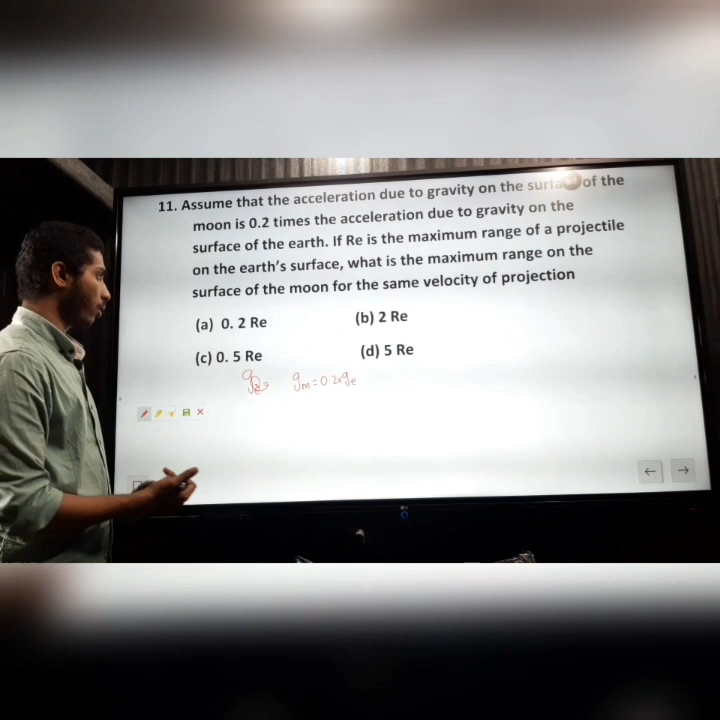 11. Assume that the acceleration due to gravity on the surface of the
moon is 0.2 times the acceleration due to gravity on the
surface of the earth. If Re is the maximum range of a projectile
on the earth's surface, what is the maximum range on the
surface of the moon for the same velocity of projection
(a) 0. 2 Re (b) 2 Re
(c) 0. 5 Re (d) 5 Re
gm = 0.2×ge